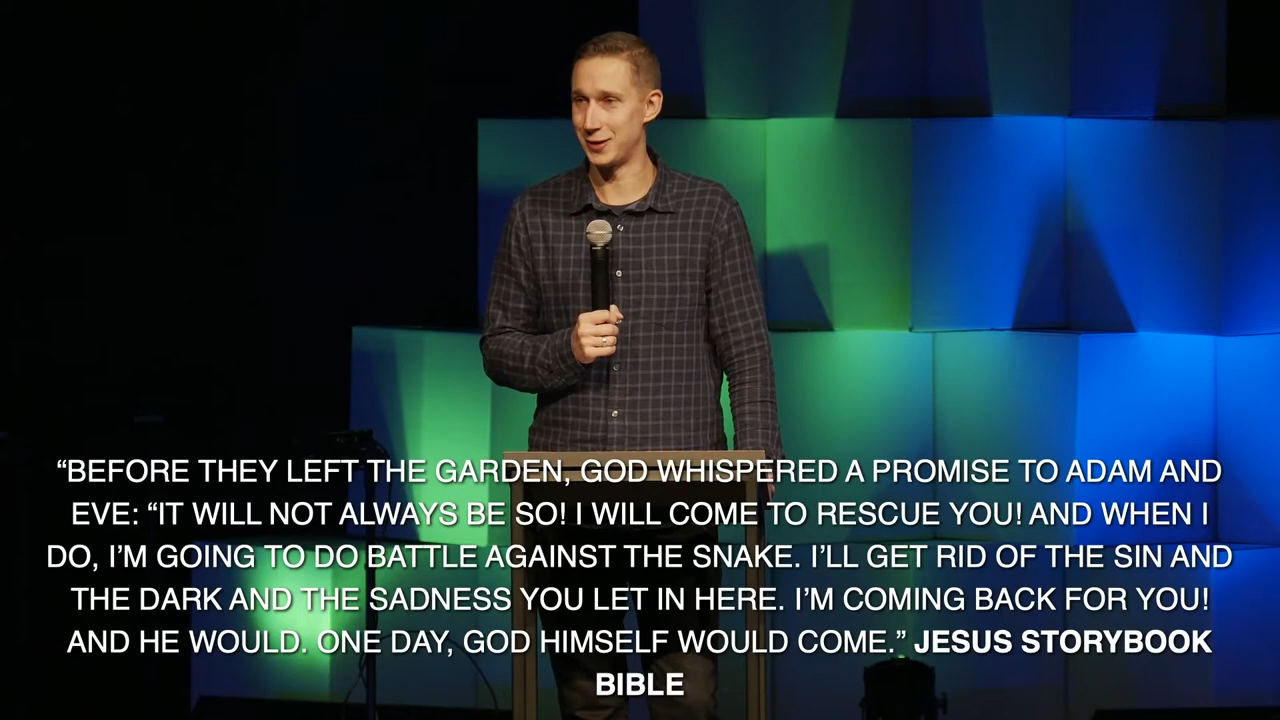 “BEFORE THEY LEFT THE GARDEN, GOD WHISPERED A PROMISE TO ADAM AND
EVE: “IT WILL NOT ALWAYS BE SO! I WILL COME TO RESCUE YOU! AND WHEN I
DO, I’M GOING TO DO BATTLE AGAINST THE SNAKE. I’LL GET RID OF THE SIN AND
THE DARK AND THE SADNESS YOU LET IN HERE. I’M COMING BACK FOR YOU!
AND HE WOULD. ONE DAY, GOD HIMSELF WOULD COME.” JESUS STORYBOOK
BIBLE